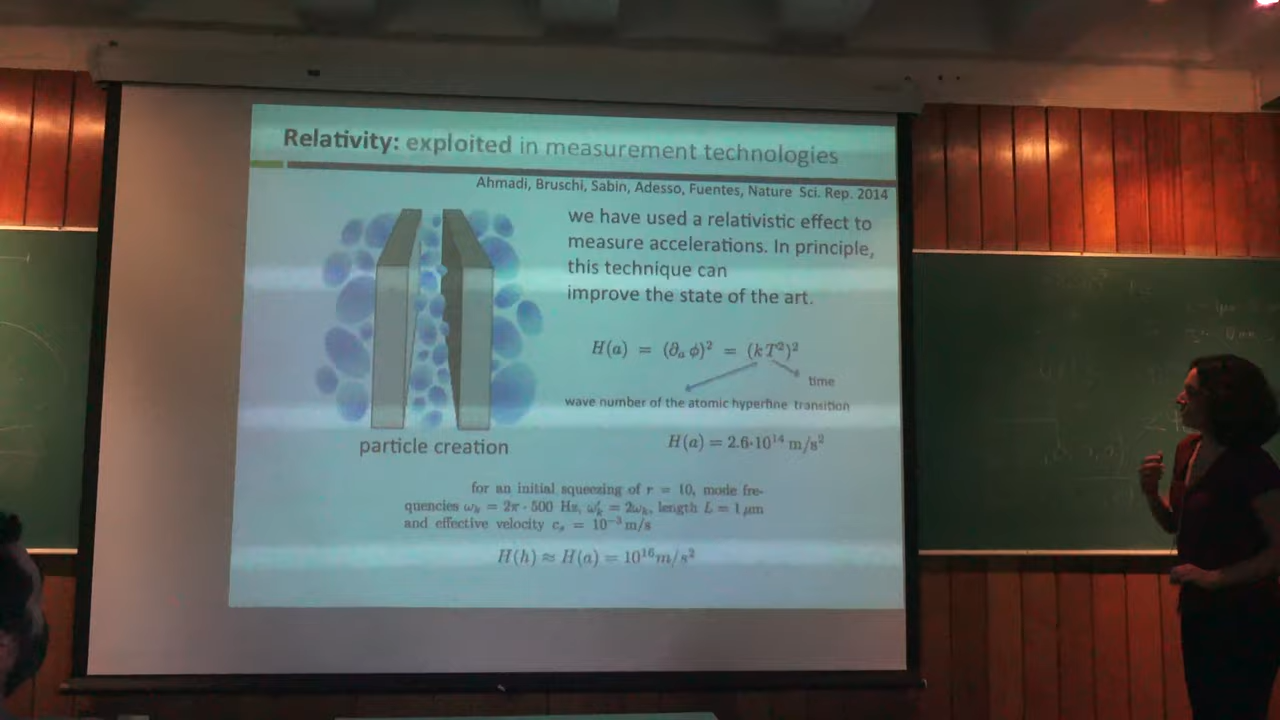 Relativity: exploited in measurement technologies
Ahmadi, Bruschi, Sabin, Adesso, Fuentes, Nature Sci. Rep. 2014
we have used a relativistic effect to
measure accelerations. In principle,
this technique can
improve the state of the art.
H(a) = (∂ₐ ϕ)² = (kT²)²
time
wave number of the atomic hyperfine transition
H(a) = 2.6·10¹⁴ m/s²
particle creation
for an initial squeezing of r = 10, mode fre-
quencies ωₖ = 2π · 500 Hz, ω′ₖ = 2ωₖ, length L = 1 μm
and effective velocity cₛ = 10⁻³ m/s
H(h) ≈ H(a) = 10¹⁶m/s²